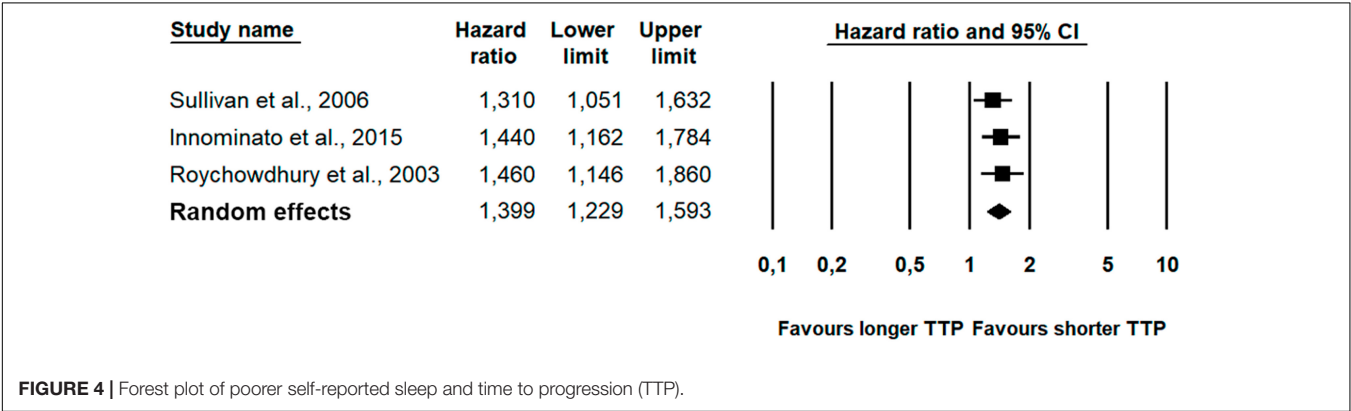 Study name Hazard ratio Lower limit Upper limit Hazard ratio and 95% CI
Sullivan et al., 2006 1,310 1,051 1,632
Innominato et al., 2015 1,440 1,162 1,784
Roychowdhury et al., 2003 1,460 1,146 1,860
Random effects 1,399 1,229 1,593
0,1 0,2 0,5 1 2 5 10
Favours longer TTP Favours shorter TTP
FIGURE 4 | Forest plot of poorer self-reported sleep and time to progression (TTP).